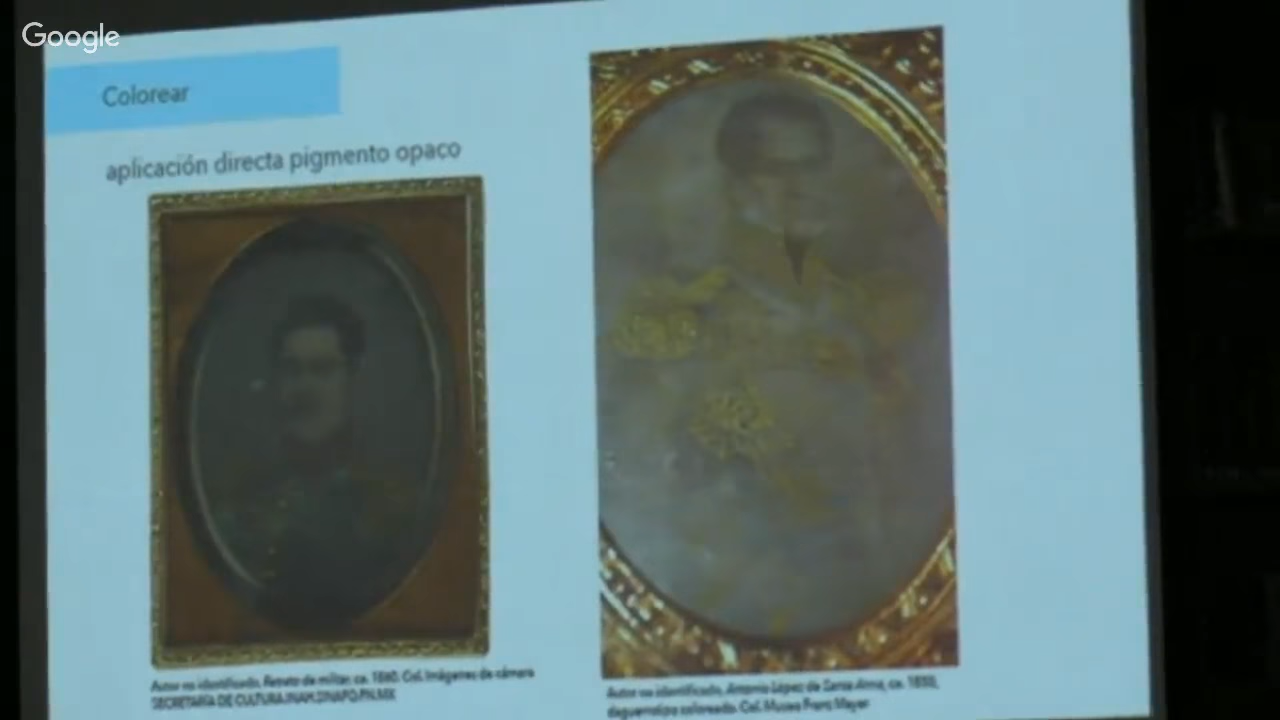 Google
Colorear
aplicación directa pigmento opaco
Autor no identificado, Retrato de militar, ca. 1860. Col. Imágenes de cámara
SECRETARÍA DE CULTURA.INAH.SINAFO.FN.MX
Autor no identificado, Antonio López de Santa Anna, ca. 1850,
daguerrotipo coloreado. Col. Museo Franz Mayer